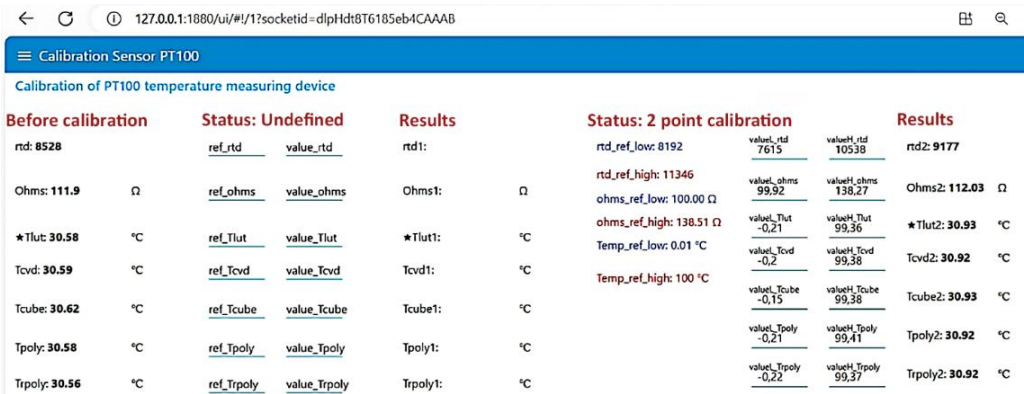 127.0.0.1:1880/ui/#!/1?socketid=dlpHdt8T6185eb4CAAAB
Calibration Sensor PT100
Calibration of PT100 temperature measuring device
Before calibration Status: Undefined Results Status: 2 point calibration Results
rtd: 8528 ref_rtd value_rtd rtd1: rtd_ref_low: 8192 valueL_rtd 7615 valueH_rtd 10538 rtd2: 9177
rtd_ref_high: 11346
Ohms: 111.9 Ω ref_ohms value_ohms Ohms1: Ω ohms_ref_low: 100.00 Ω valueL_ohms 99,92 valueH_ohms 138,27 Ohms2: 112.03 Ω
ohms_ref_high: 138.51 Ω
★Tlut: 30.58 °C ref_Tlut value_Tlut ★Tlut1: °C Temp_ref_low: 0.01 °C valueL_Tlut -0,21 valueH_Tlut 99,36 ★Tlut2: 30.93 °C
Tcvd: 30.59 °C ref_Tcvd value_Tcvd Tcvd1: °C Temp_ref_high: 100 °C valueL_Tcvd -0,2 valueH_Tcvd 99,38 Tcvd2: 30.92 °C
Tcube: 30.62 °C ref_Tcube value_Tcube Tcube1: °C valueL_Tcube -0,15 valueH_Tcube 99,38 Tcube2: 30.93 °C
Tpoly: 30.58 °C ref_Tpoly value_Tpoly Tpoly1: °C valueL_Tpoly -0,21 valueH_Tpoly 99,41 Tpoly2: 30.92 °C
Trpoly: 30.56 °C ref_Trpoly value_Trpoly Trpoly1: °C valueL_Trpoly -0,22 valueH_Trpoly 99,37 Trpoly2: 30.92 °C